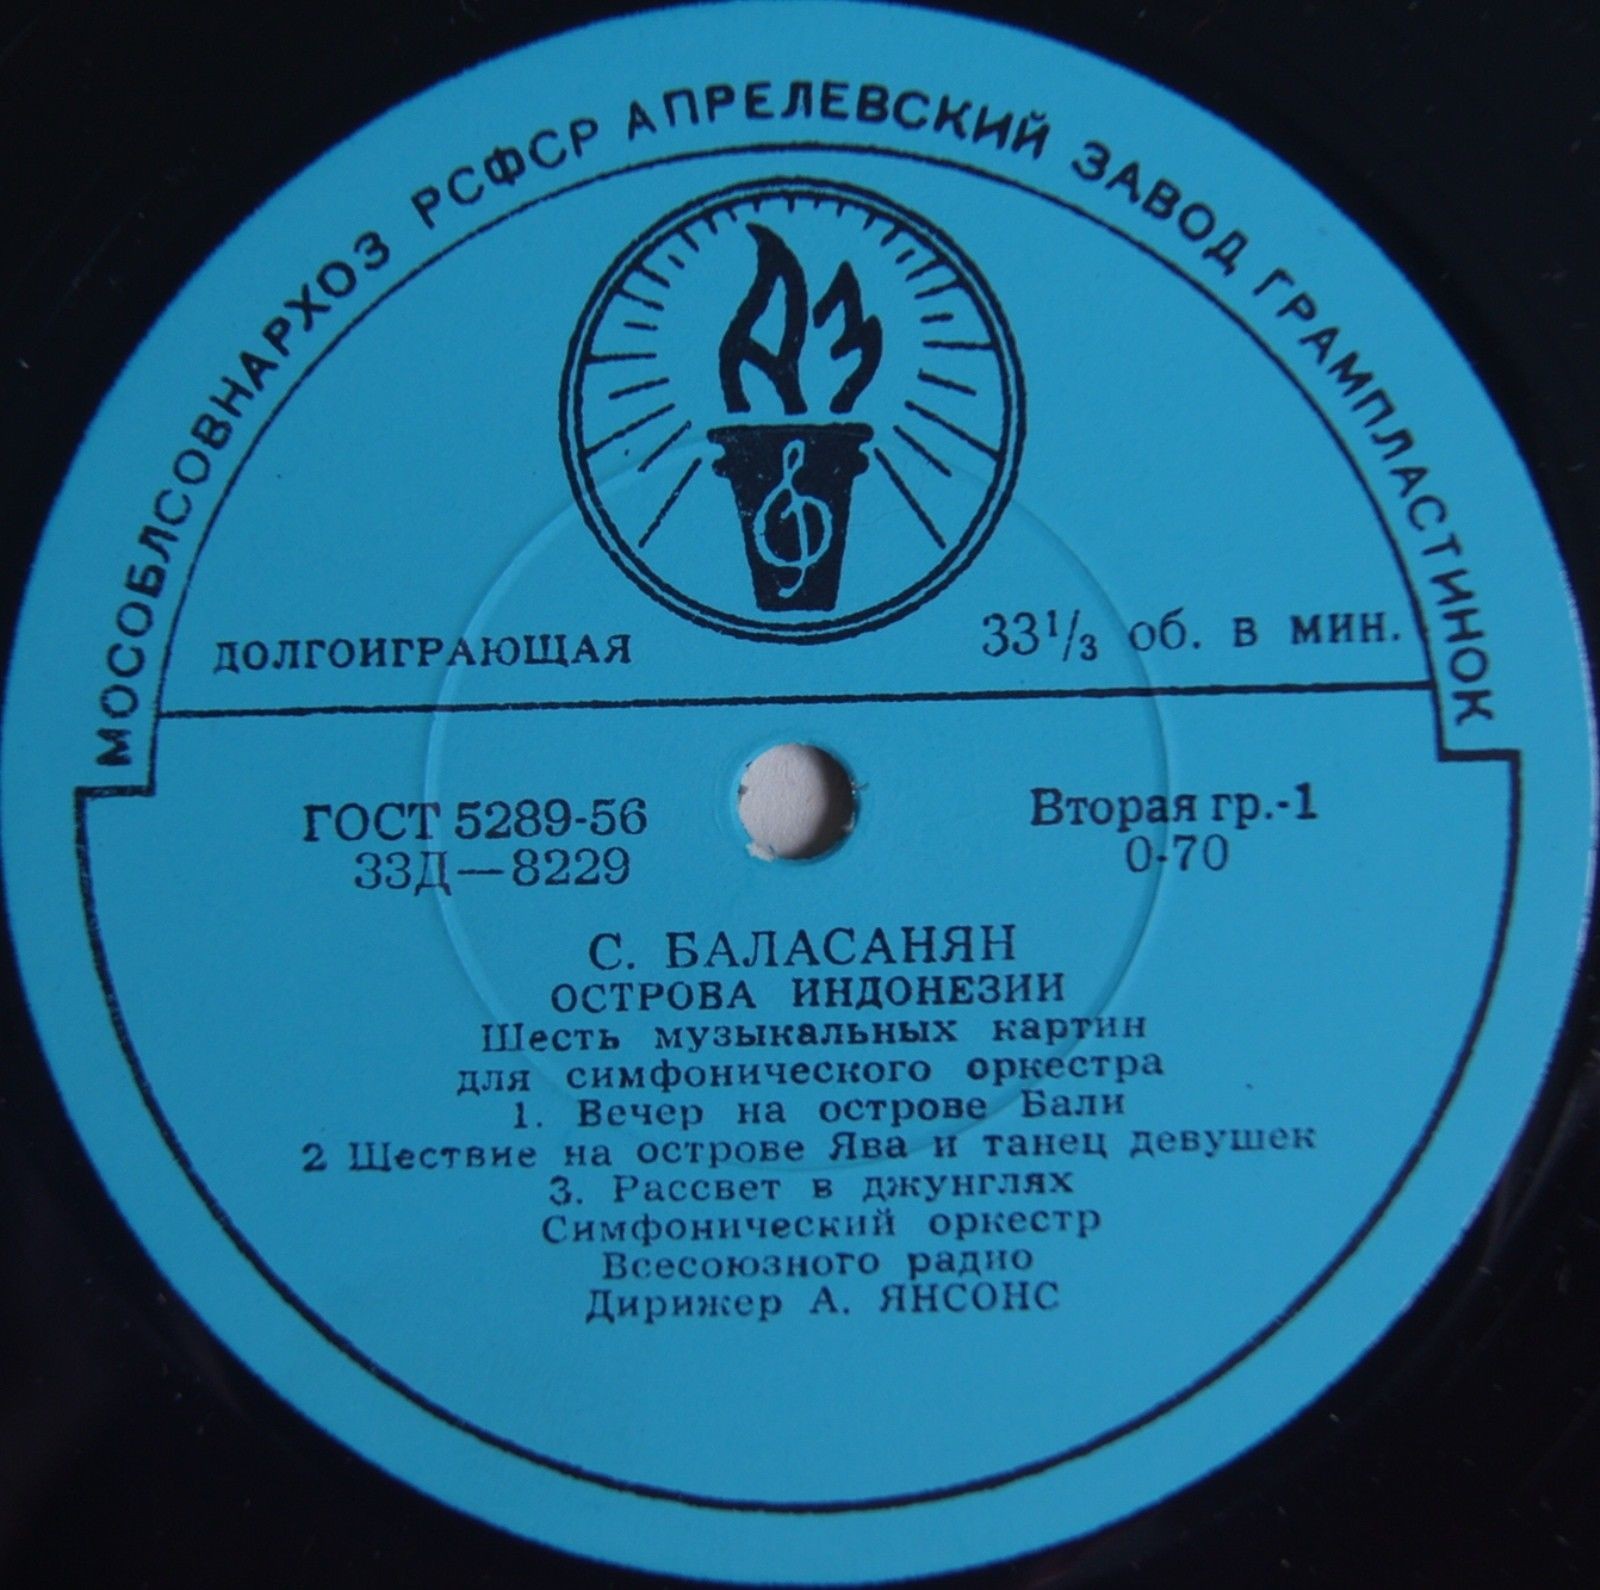 МОСОБЛСОВНАРХОЗ РСФСР АПРЕЛЕВСКИЙ ЗАВОД ГРАМПЛАСТИНОК
АЗ
ДОЛГОИГРАЮЩАЯ 33⅓ об. в мин.
ГОСТ 5289-56 Вторая гр.-1
33Д—8229 0-70
С. БАЛАСАНЯН
ОСТРОВА ИНДОНЕЗИИ
Шесть музыкальных картин
для симфонического оркестра
1. Вечер на острове Бали
2 Шествие на острове Ява и танец девушек
3. Рассвет в джунглях
Симфонический оркестр
Всесоюзного радио
Дирижер А. ЯНСОНС